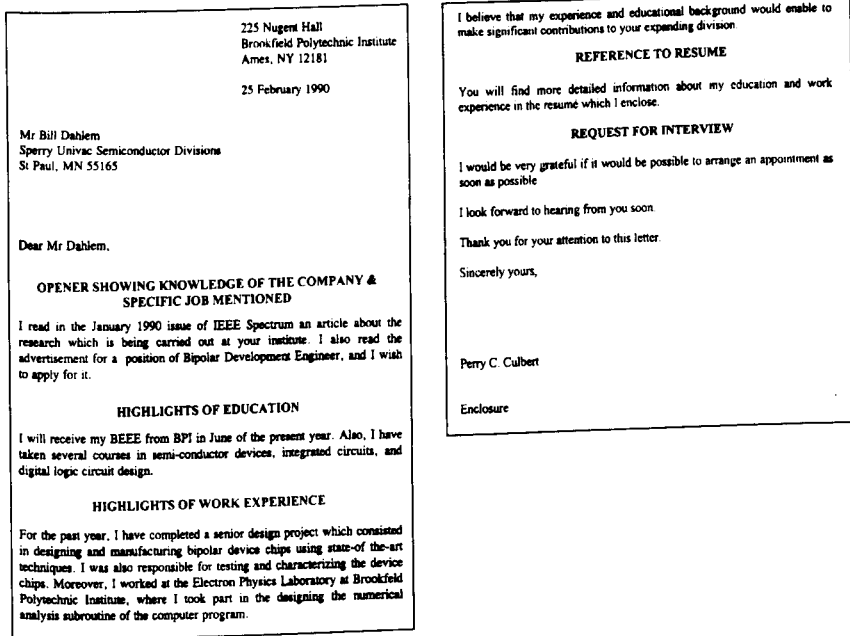 225 Nugent Hall
Brookfield Polytechnic Institute
Ames, NY 12181
25 February 1990
Mr Bill Dahlem
Sperry Univac Semiconductor Divisions
St Paul, MN 55165
Dear Mr Dahlem,
OPENER SHOWING KNOWLEDGE OF THE COMPANY &
SPECIFIC JOB MENTIONED
I read in the January 1990 issue of IEEE Spectrum an article about the
research which is being carried out at your institute. I also read the
advertisement for a position of Bipolar Development Engineer, and I wish
to apply for it.
HIGHLIGHTS OF EDUCATION
I will receive my BEEE from BPI in June of the present year. Also, I have
taken several courses in semi-conductor devices, integrated circuits, and
digital logic circuit design.
HIGHLIGHTS OF WORK EXPERIENCE
For the past year, I have completed a senior design project which consisted
in designing and manufacturing bipolar device chips using state-of the-art
techniques. I was also responsible for testing and characterizing the device
chips. Moreover, I worked at the Electron Physics Laboratory at Brookfeld
Polytechnic Institute, where I took part in the designing the numerical
analysis subroutine of the computer program.
I believe that my experience and educational background would enable to
make significant contributions to your expanding division.
REFERENCE TO RESUME
You will find more detailed information about my education and work
experience in the resumé which I enclose.
REQUEST FOR INTERVIEW
I would be very grateful if it would be possible to arrange an appointment as
soon as possible
I look forward to hearing from you soon.
Thank you for your attention to this letter.
Sincerely yours,
Perry C. Culbert
Enclosure